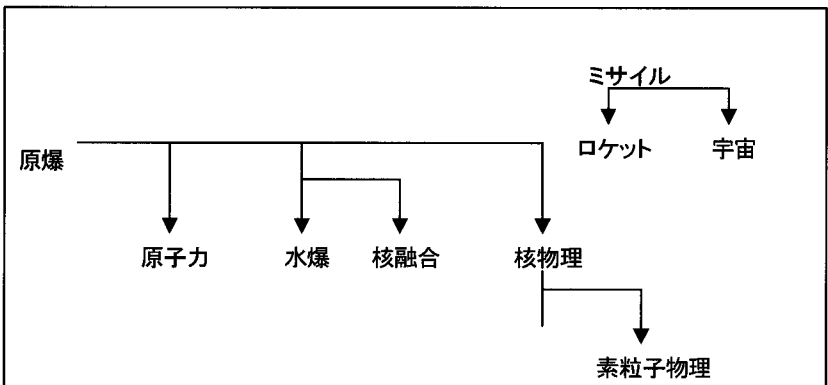 ミサイル
ロケット
宇宙
原爆
原子力
水爆
核融合
核物理
素粒子物理